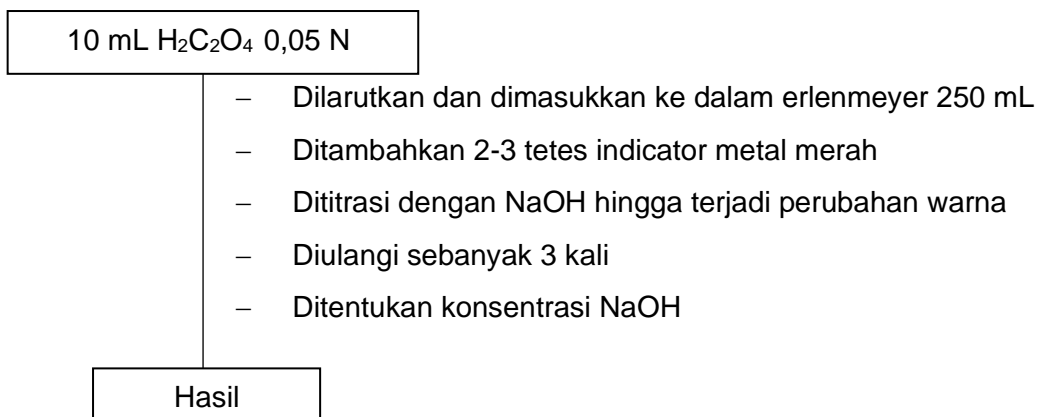 10 mL H₂C₂O₄ 0,05 N
– Dilarutkan dan dimasukkan ke dalam erlenmeyer 250 mL
– Ditambahkan 2-3 tetes indicator metal merah
– Dititrasi dengan NaOH hingga terjadi perubahan warna
– Diulangi sebanyak 3 kali
– Ditentukan konsentrasi NaOH
Hasil